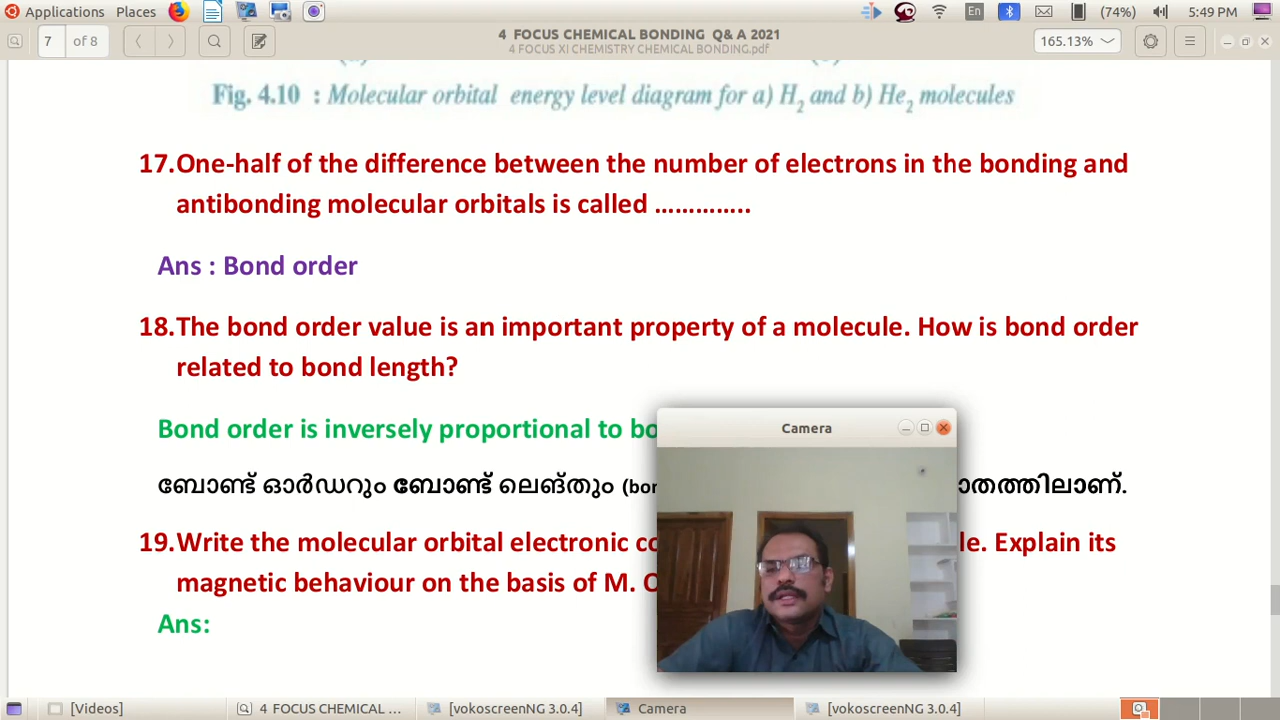 Applications Places En (74%) 5:49 PM
7 of 8 4 FOCUS CHEMICAL BONDING Q& A 2021 165.13%
4 FOCUS XI CHEMISTRY CHEMICAL BONDING.pdf
Fig. 4.10 : Molecular orbital energy level diagram for a) H2 and b) He2 molecules
17.One-half of the difference between the number of electrons in the bonding and
antibonding molecular orbitals is called …………..
Ans : Bond order
18.The bond order value is an important property of a molecule. How is bond order
related to bond length?
Bond order is inversely proportional to bo
Camera
ബോണ്ട് ഓർഡറും ബോണ്ട് ലെങ്തും (bor ാതത്തിലാണ്.
19.Write the molecular orbital electronic co le. Explain its
magnetic behaviour on the basis of M. O
Ans:
[Videos] 4 FOCUS CHEMICAL ... [vokoscreenNG 3.0.4] Camera [vokoscreenNG 3.0.4]